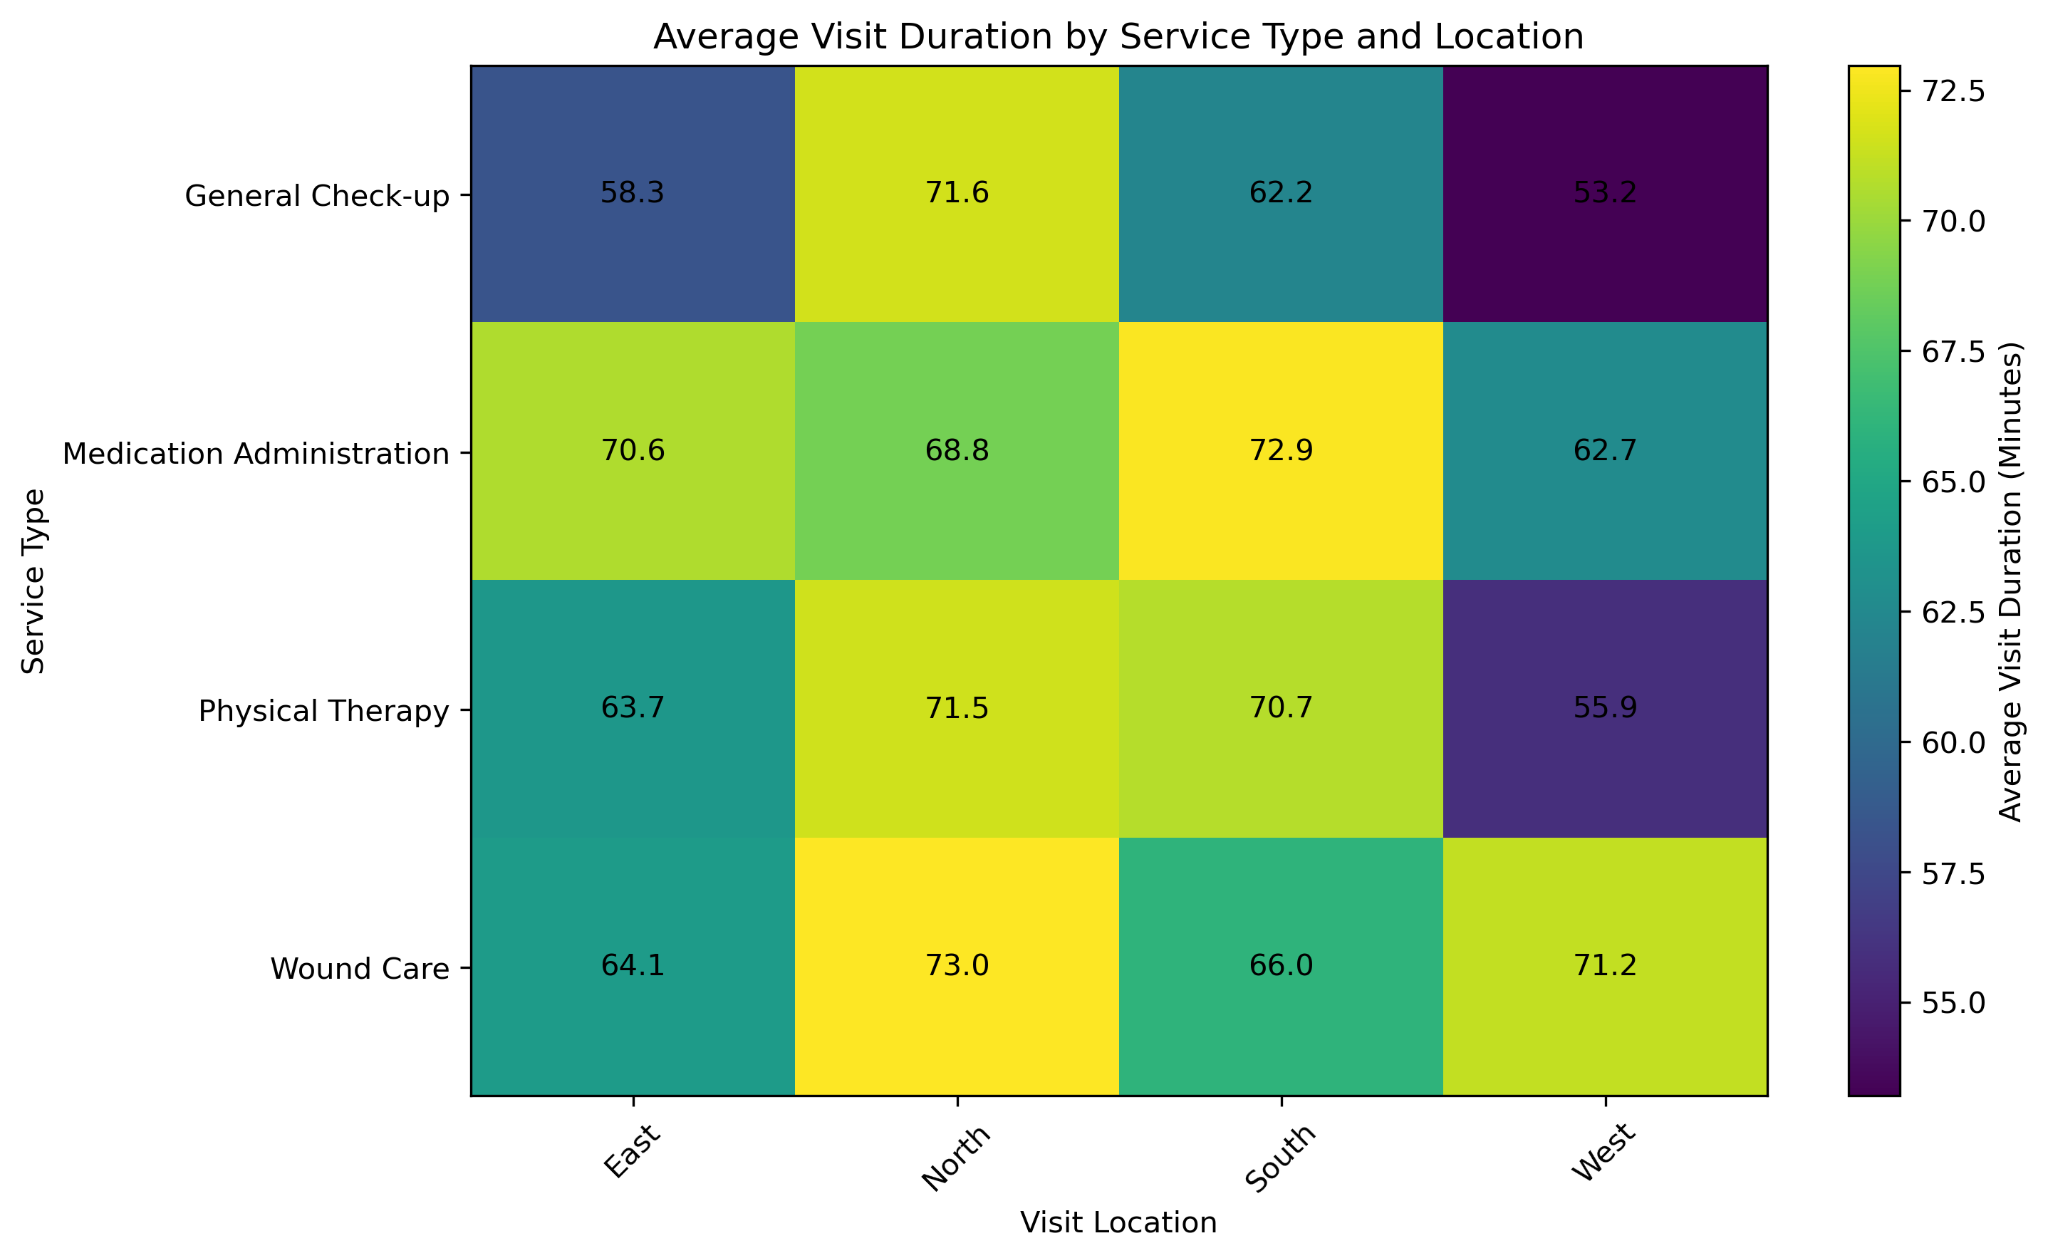 Average Visit Duration by Service Type and Location
General Check-up
58.3 71.6 62.2 53.2
Medication Administration
70.6 68.8 72.9 62.7
Physical Therapy
63.7 71.5 70.7 55.9
Wound Care
64.1 73.0 66.0 71.2
Service Type
East North South West
Visit Location
72.5
70.0
67.5
65.0
62.5
60.0
57.5
55.0
Average Visit Duration (Minutes)